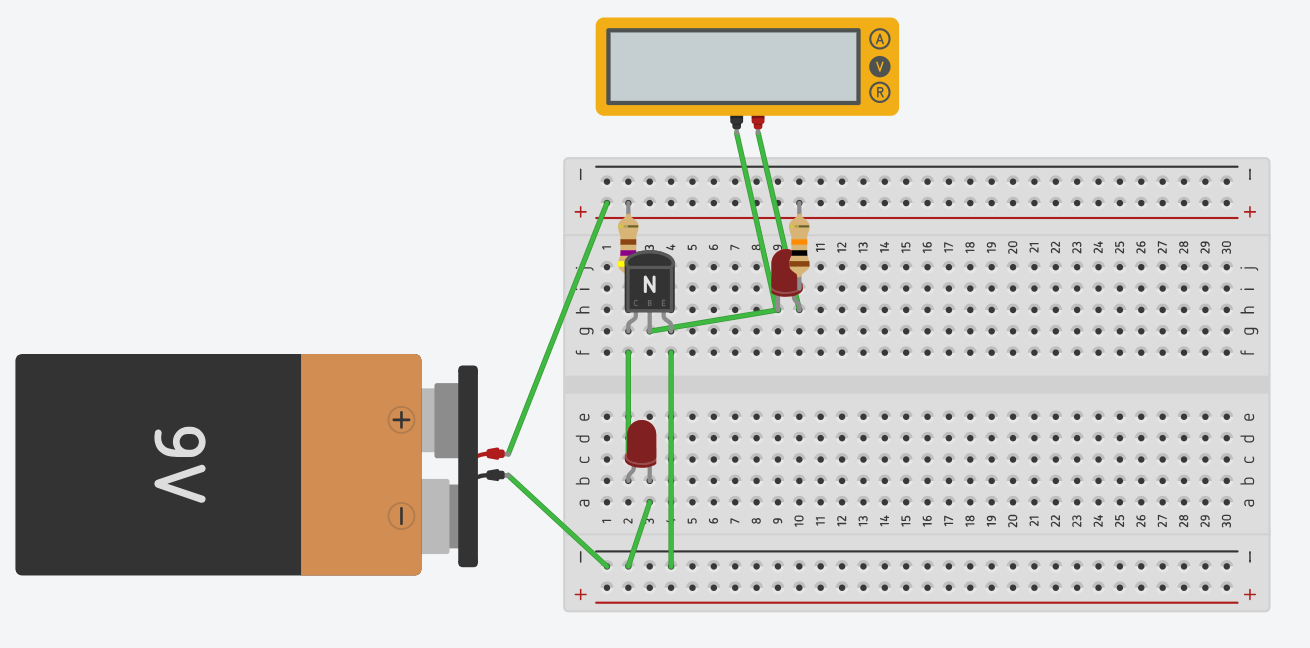 A
V
R
− −
+ +
1 3 4 5 6 7 8 9 11 12 13 14 15 16 17 18 19 20 21 22 23 24 25 26 27 28 29 30
j j
i i
h h
g g
f f
N
C B E
9V
+
−
e e
d d
c c
b b
a a
1 2 3 4 5 6 7 8 9 10 11 12 13 14 15 16 17 18 19 20 21 22 23 24 25 26 27 28 29 30
− −
+ +